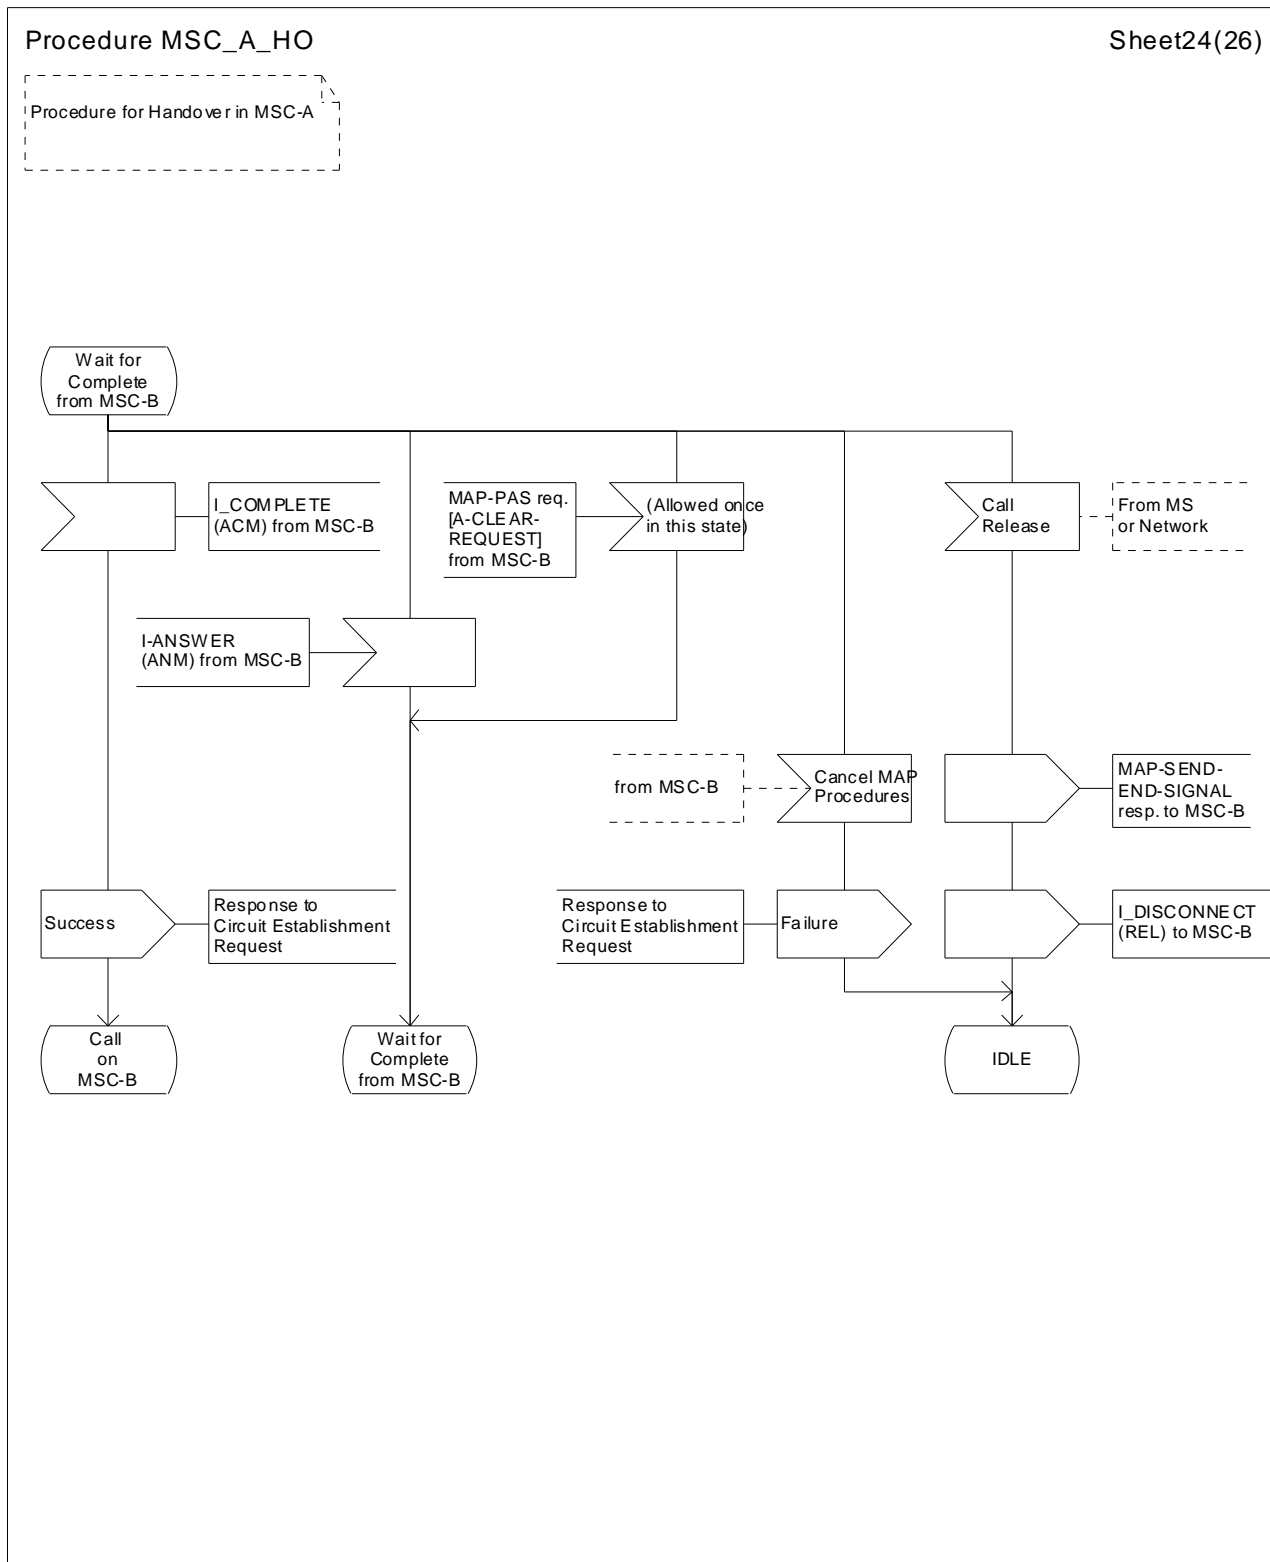 Procedure MSC_A_HO
Sheet24(26)
Procedure for Handover in MSC-A
Wait for
Complete
from MSC-B
I_COMPLETE
(ACM) from MSC-B
MAP-PAS req.
[A-CLEAR-
REQUEST]
from MSC-B
(Allowed once
in this state)
Call
Release
From MS
or Network
I-ANSWER
(ANM) from MSC-B
from MSC-B
Cancel MAP
Procedures
MAP-SEND-
END-SIGNAL
resp. to MSC-B
Success
Response to
Circuit Establishment
Request
Response to
Circuit Establishment
Request
Failure
I_DISCONNECT
(REL) to MSC-B
Call
on
MSC-B
Wait for
Complete
from MSC-B
IDLE